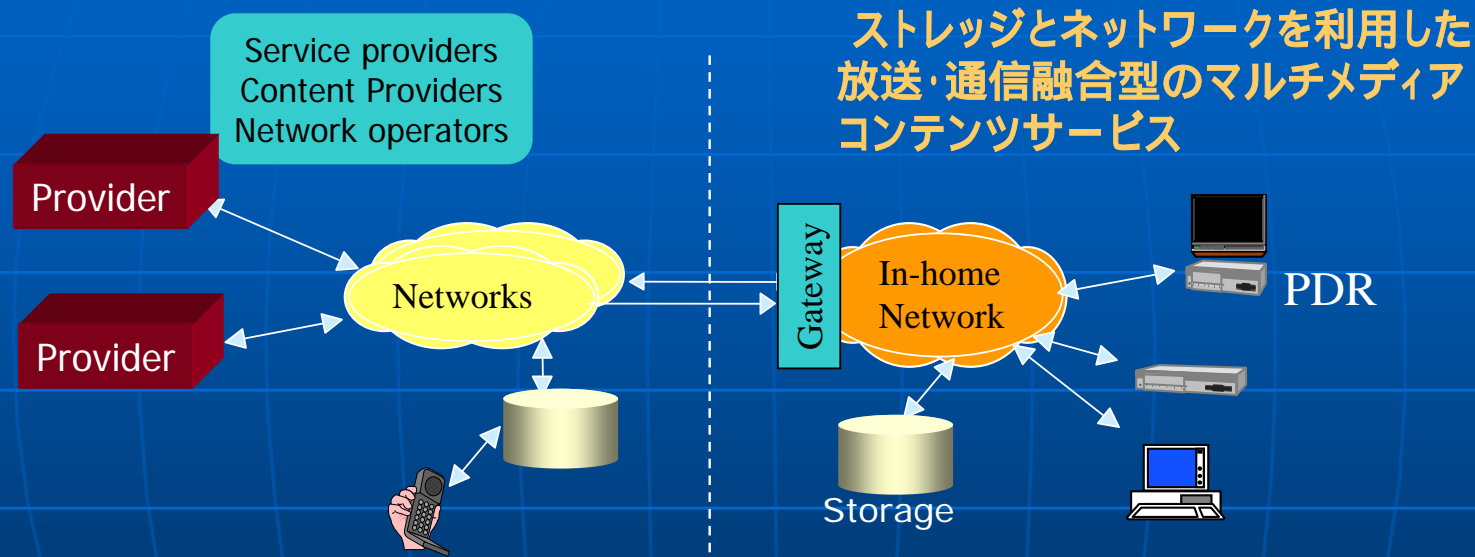 Service providers
Content Providers
Network operators
ストレッジとネットワークを利用した
放送・通信融合型のマルチメディア
コンテンツサービス
Provider
Provider
Networks
Gateway
In-home
Network
PDR
Storage